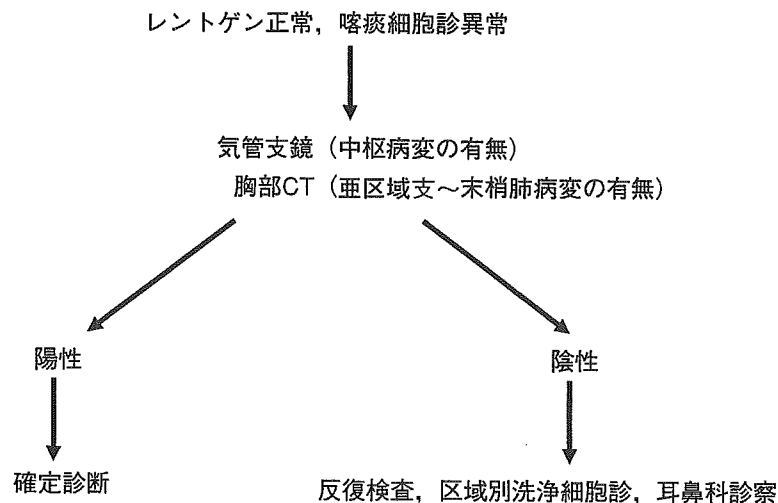 レントゲン正常，喀痰細胞診異常
気管支鏡（中枢病変の有無）
胸部CT（亜区域支～末梢肺病変の有無）
陽性
陰性
確定診断
反復検査，区域別洗浄細胞診，耳鼻科診察